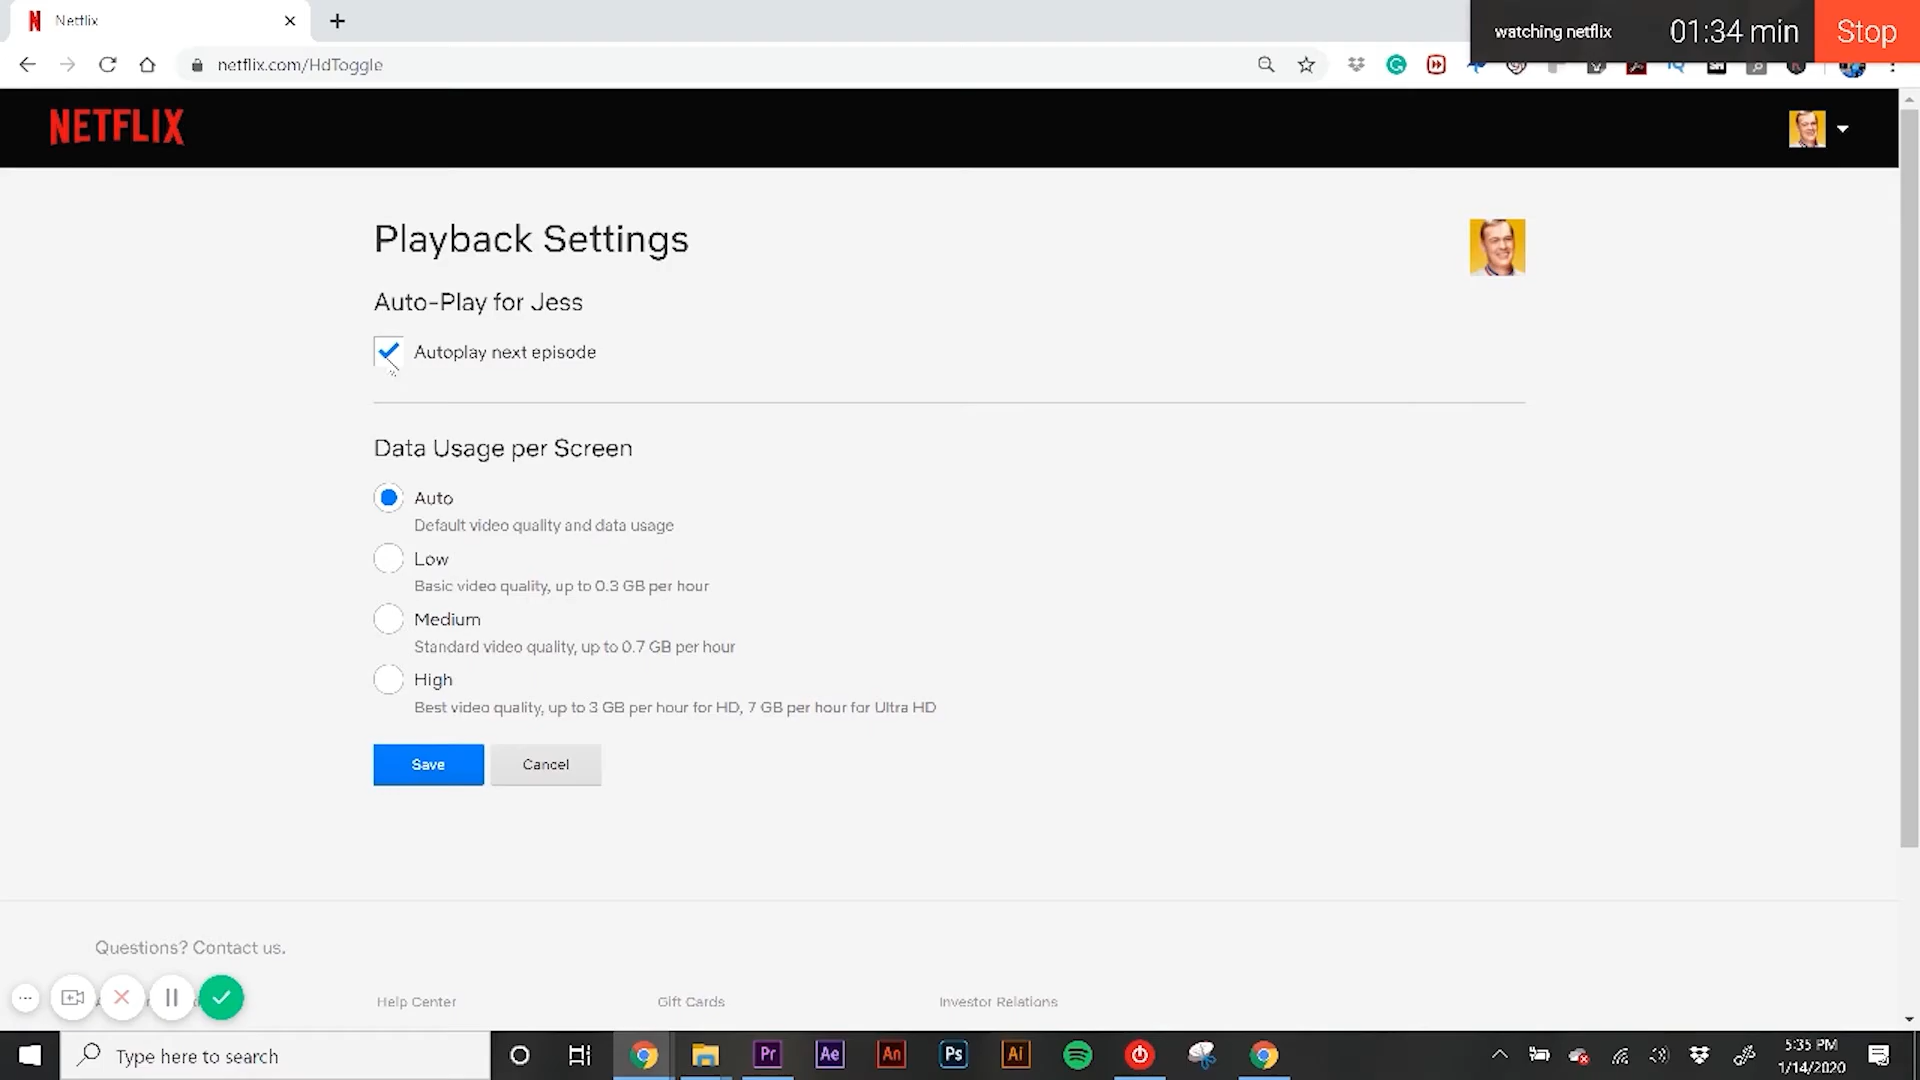 Netflix
watching netflix 01:34 min Stop
netflix.com/HdToggle
NETFLIX
Playback Settings
Auto-Play for Jess
Autoplay next episode
Data Usage per Screen
Auto
Default video quality and data usage
Low
Basic video quality, up to 0.3 GB per hour
Medium
Standard video quality, up to 0.7 GB per hour
High
Best video quality, up to 3 GB per hour for HD, 7 GB per hour for Ultra HD
Save Cancel
Questions? Contact us.
Help Center Gift Cards Investor Relations
Type here to search
Pr Ae An Ps Ai
5:35 PM
1/14/2020